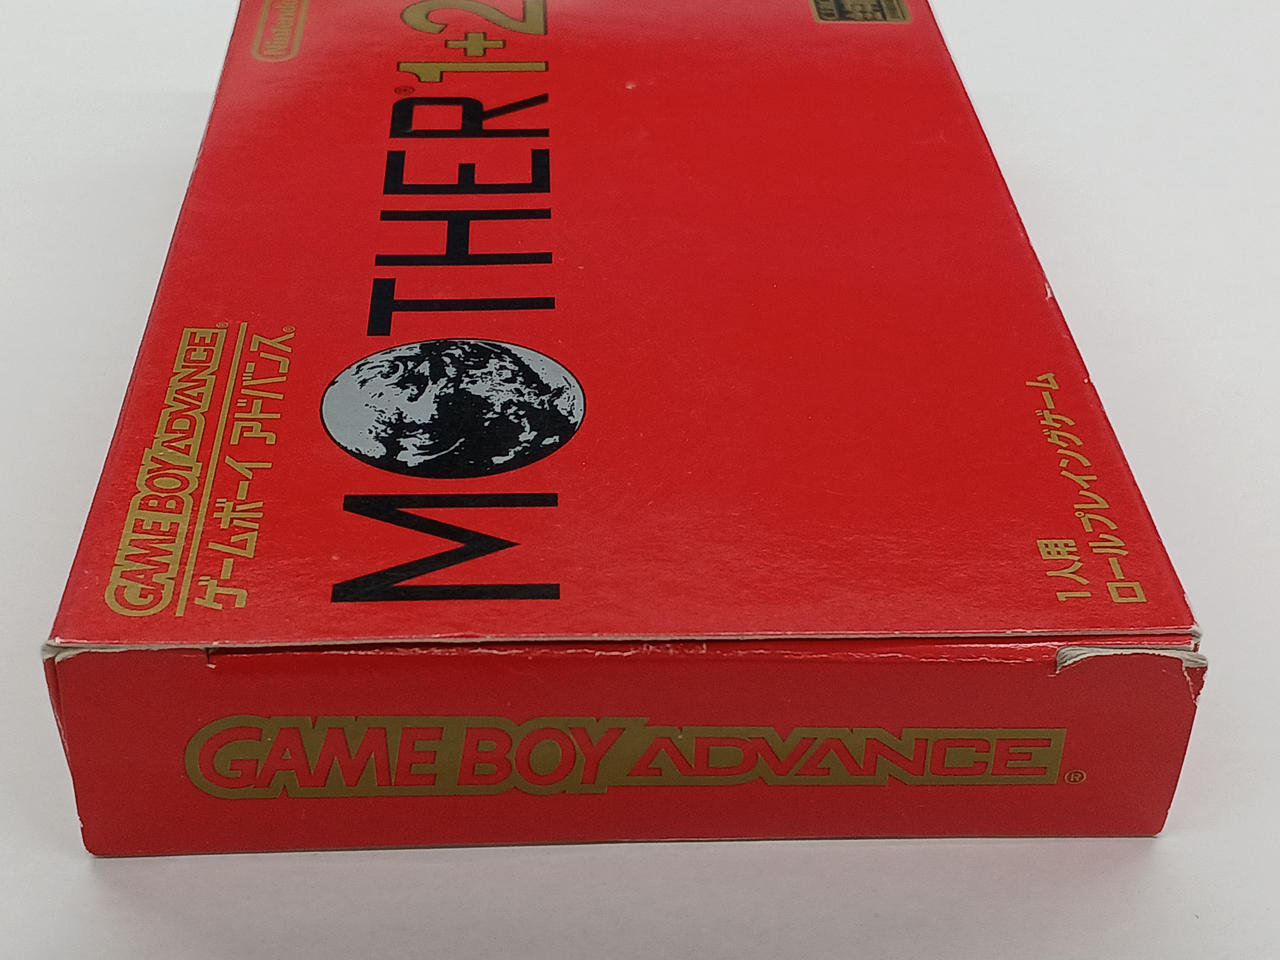 Nintendo
MOTHER® 1+2
GAME BOY ADVANCE®
ゲームボーイ アドバンス®
1人用
ロールプレイングゲーム
GAME BOY ADVANCE®